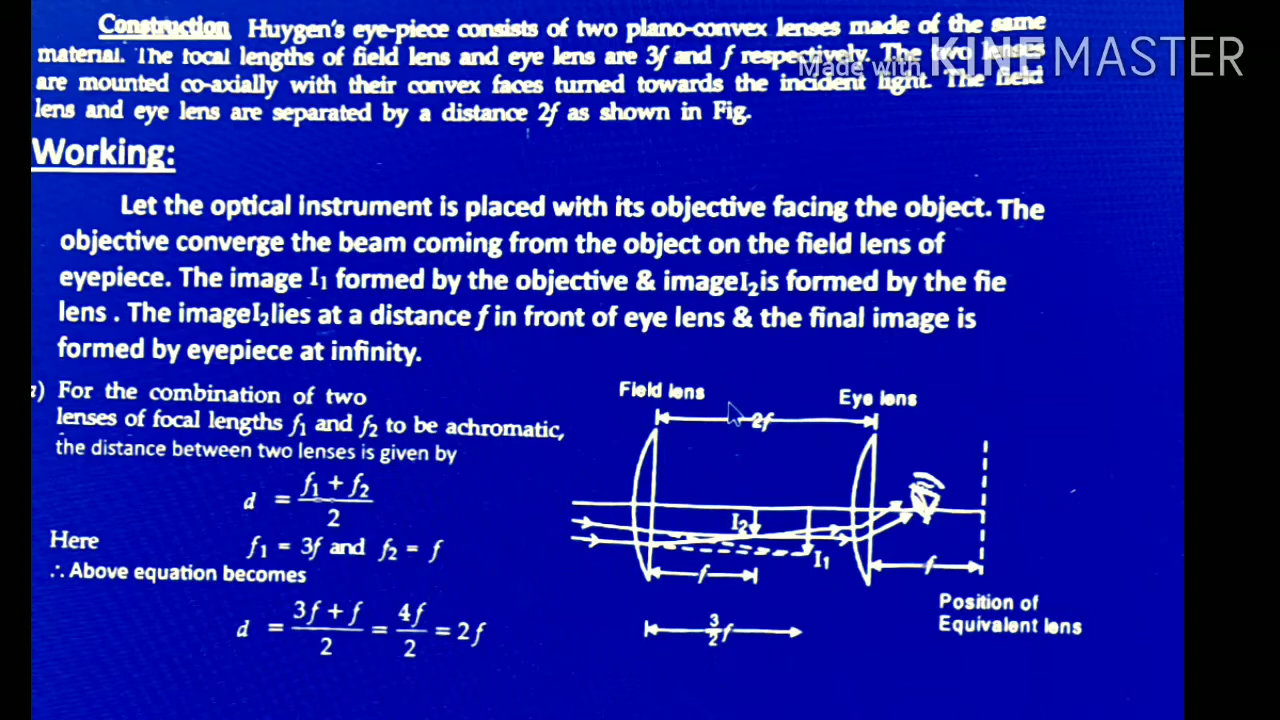 Construction Huygen's eye-piece consists of two plano-convex lenses made of the same
material. The focal lengths of field lens and eye lens are 3f and f respectively. The two lenses
are mounted co-axially with their convex faces turned towards the incident light. The field
lens and eye lens are separated by a distance 2f as shown in Fig.
Made with KINEMASTER
Working:
Let the optical instrument is placed with its objective facing the object. The
objective converge the beam coming from the object on the field lens of
eyepiece. The image I₁ formed by the objective & imageI₂is formed by the fie
lens . The imageI₂lies at a distance f in front of eye lens & the final image is
formed by eyepiece at infinity.
a) For the combination of two
lenses of focal lengths f₁ and f₂ to be achromatic,
the distance between two lenses is given by
d = (f₁ + f₂)/2
Here f₁ = 3f and f₂ = f
∴ Above equation becomes
d = (3f + f)/2 = 4f/2 = 2f
Field lens
Eye lens
2f
I₂
I₁
f
f
3/2 f
Position of
Equivalent lens